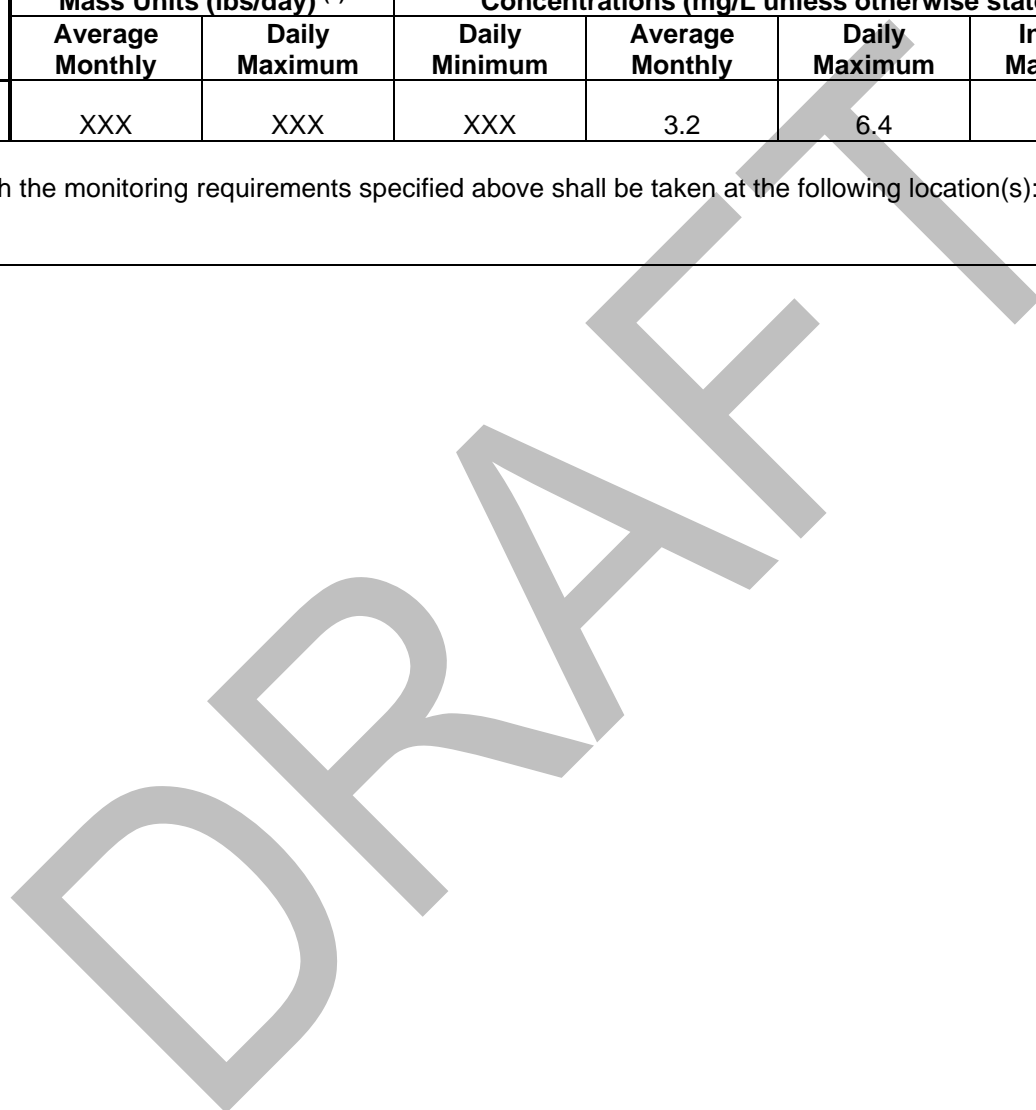 Mass Units (lbs/day)
Concentrations (mg/L unless otherwise
Average Monthly Daily Maximum Daily Minimum Average Monthly Daily Maximum
XXX XXX XXX 3.2 6.4
the monitoring requirements specified above shall be taken at the following location(s):
DRAFT